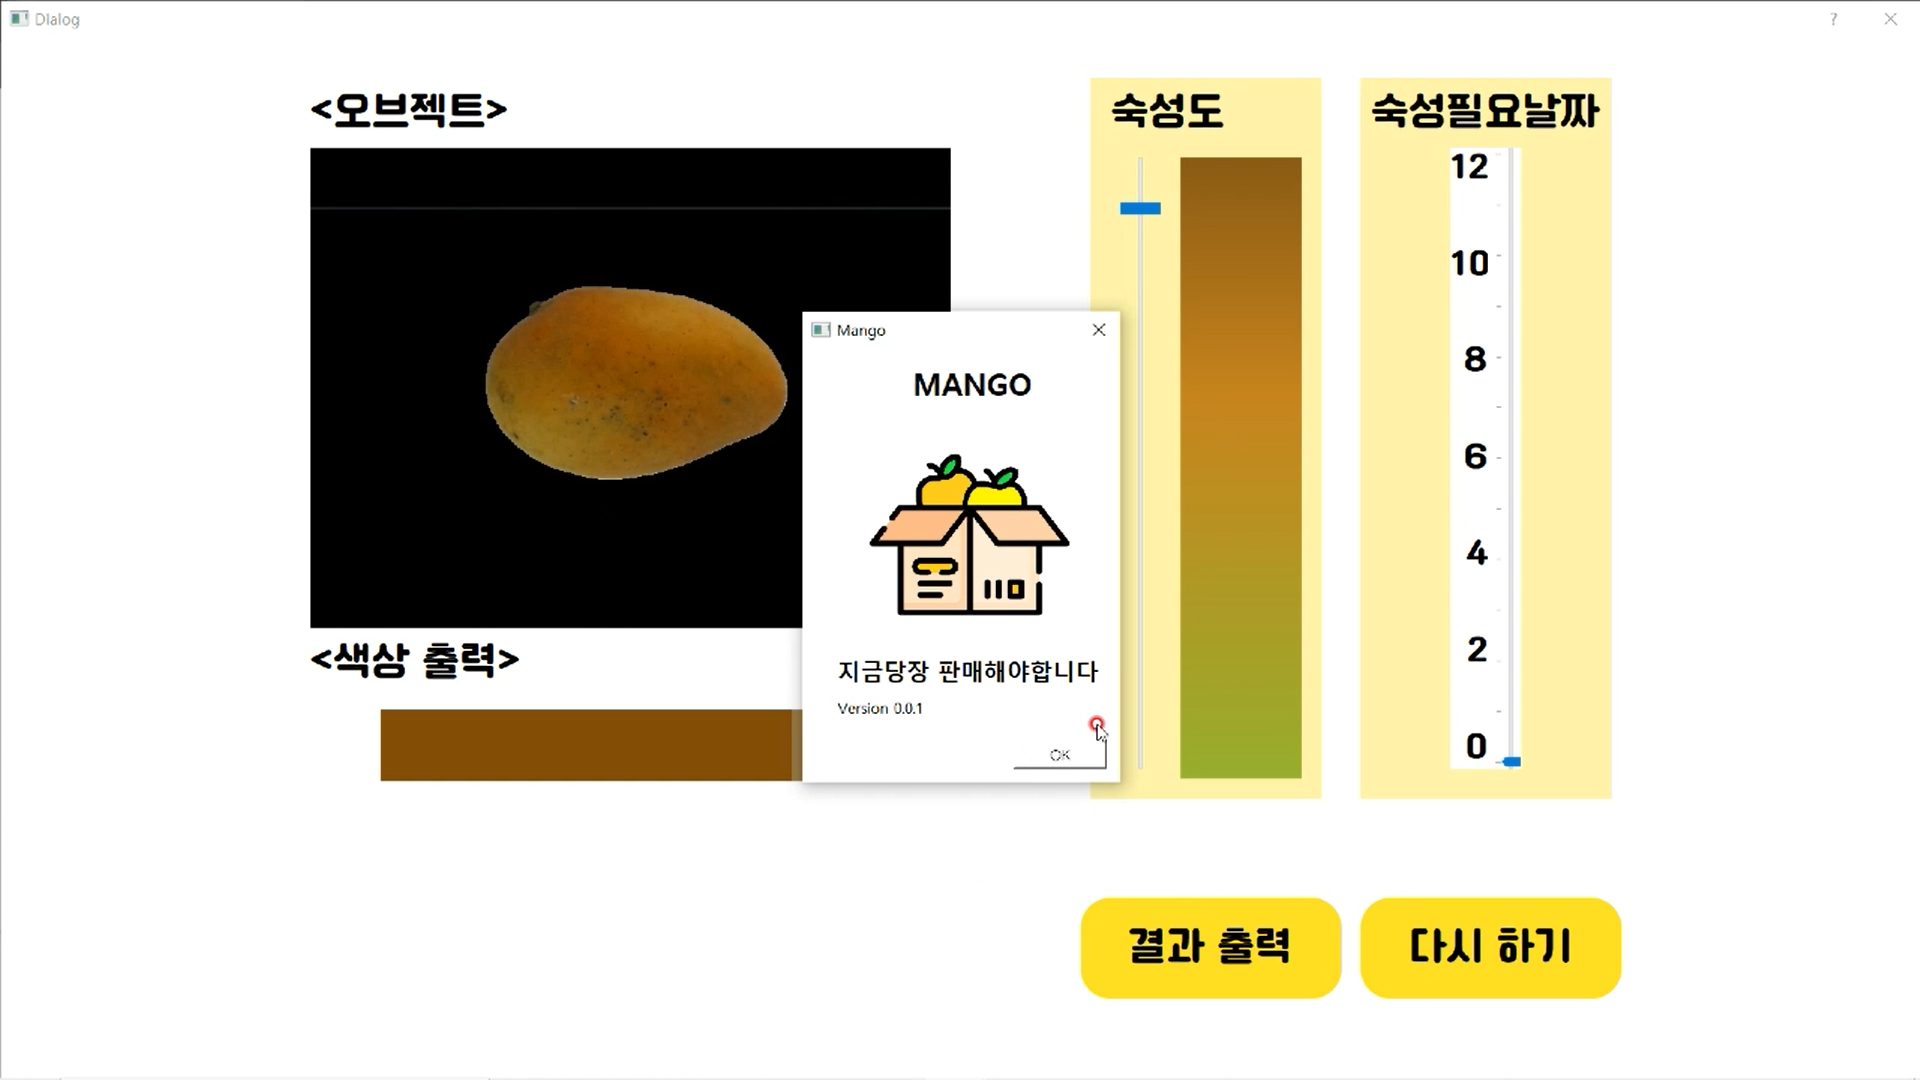 Dialog
?
<오브젝트>
숙성도
숙성필요날짜
12
10
8
6
4
2
0
Mango
MANGO
지금당장 판매해야합니다
Version 0.0.1
OK
<색상 출력>
결과 출력
다시 하기